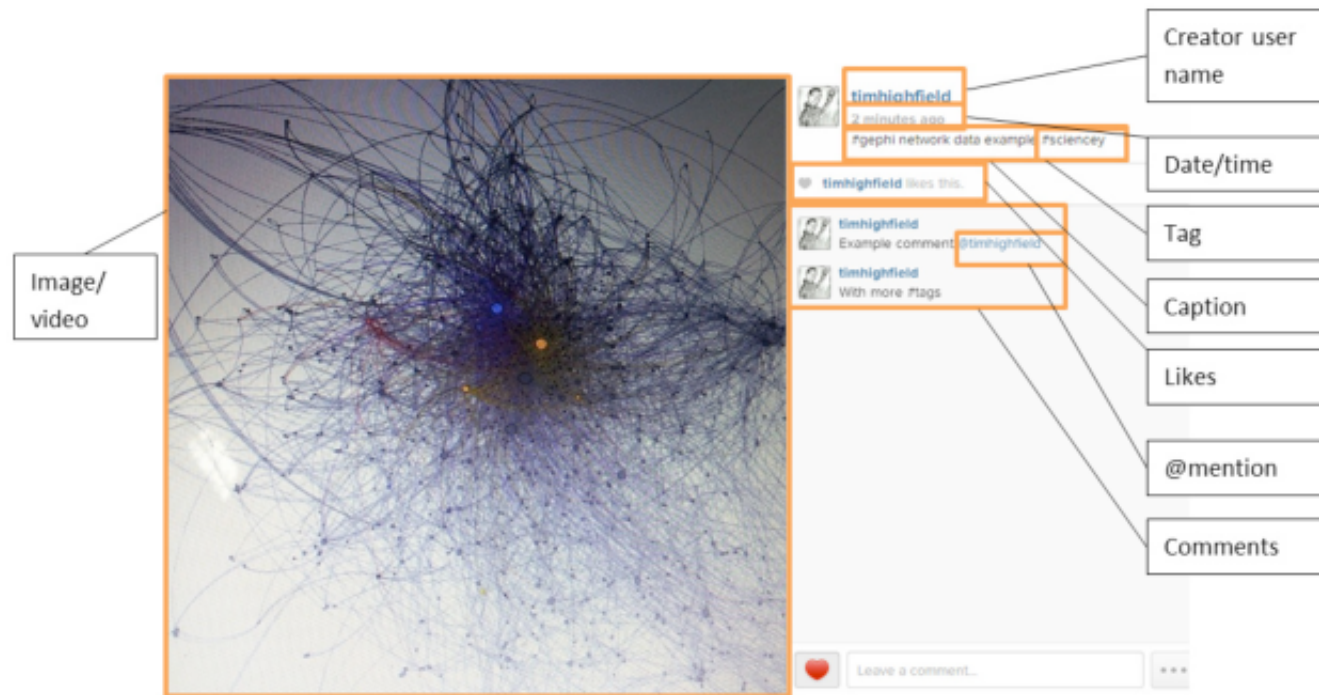 Image/
video
timhighfield
2 minutes ago
#gephi network data example #sciencey
timhighfield likes this.
timhighfield
Example comment @timhighfield
timhighfield
With more #tags
Leave a comment...
Creator user
name
Date/time
Tag
Caption
Likes
@mention
Comments